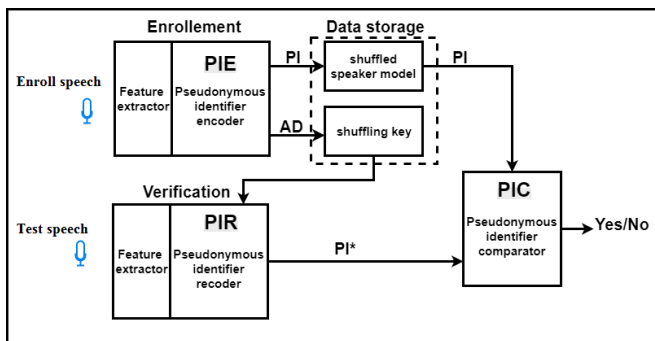 Enrollement
Data storage
Enroll speech
Feature
extractor
PIE
Pseudonymous
identifier
encoder
PI
shuffled
speaker model
PI
AD
shuffling key
Verification
Test speech
Feature
extractor
PIR
Pseudonymous
identifier
recoder
PI*
PIC
Pseudonymous
identifier
comparator
Yes/No